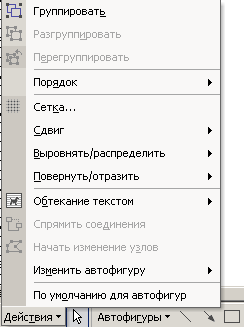 Группировать
Разгруппировать
Перегруппировать
Порядок
Сетка...
Сдвиг
Выровнять/распределить
Повернуть/отразить
Обтекание текстом
Спрямить соединения
Начать изменение узлов
Изменить автофигуру
По умолчанию для автофигур
Действия Автофигуры